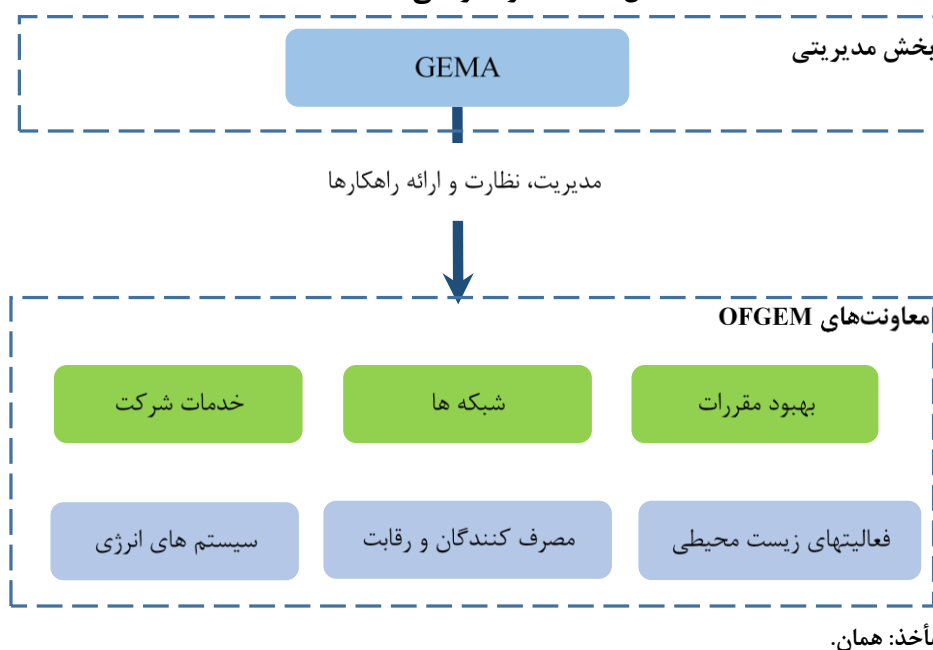 بخش مدیریتی
GEMA
مدیریت، نظارت و ارائه راهکارها
معاونت‌های OFGEM
بهبود مقررات
شبکه ها
خدمات شرکت
فعالیتهای زیست محیطی
مصرف کنندگان و رقابت
سیستم های انرژی
مأخذ: همان.